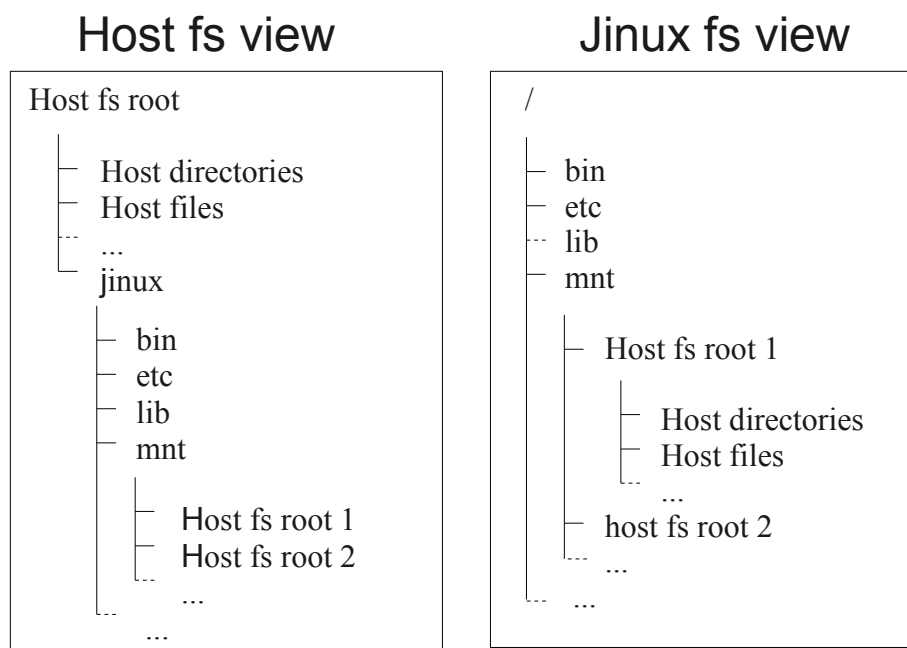 Host fs view
Host fs root
Host directories
Host files
...
jinux
bin
etc
lib
mnt
Host fs root 1
Host fs root 2
...
...
Jinux fs view
/
bin
etc
lib
mnt
Host fs root 1
Host directories
Host files
...
host fs root 2
...
...